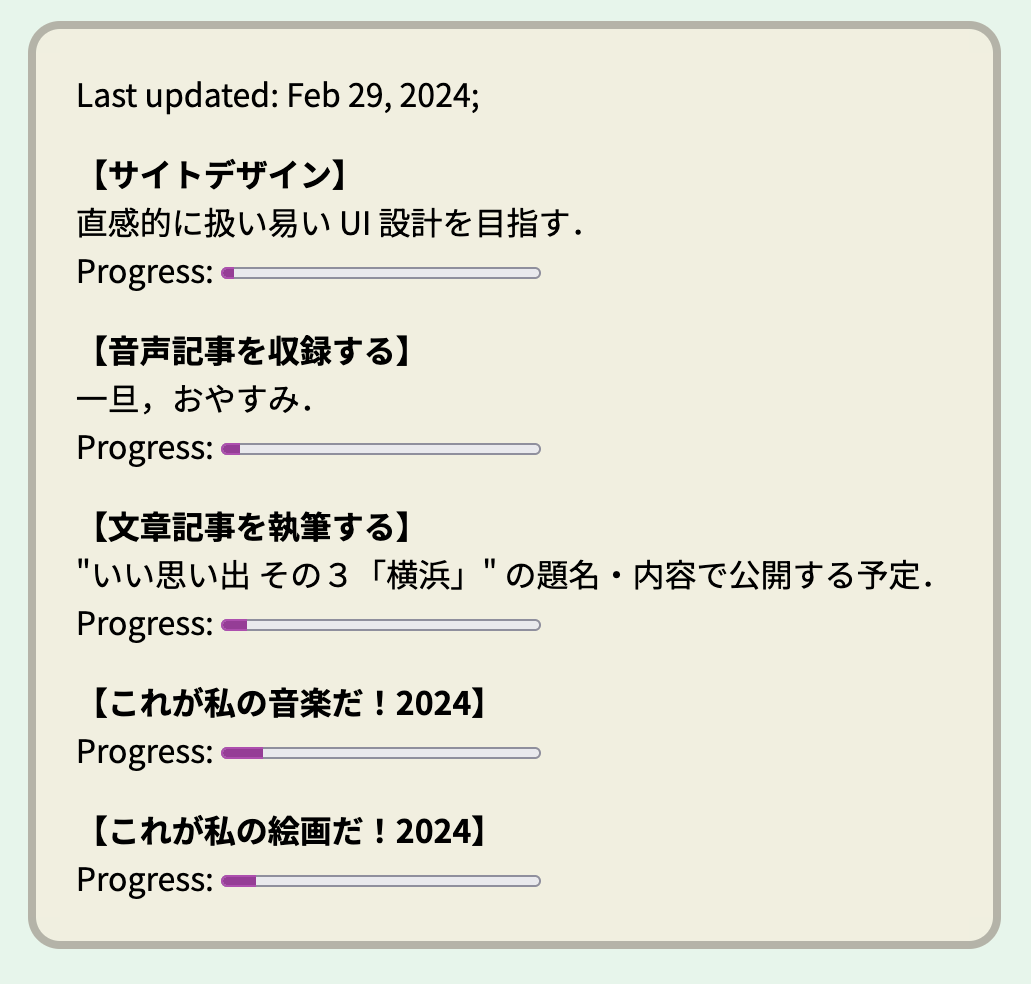 Last updated: Feb 29, 2024;
【サイトデザイン】
直感的に扱い易い UI 設計を目指す．
Progress:
【音声記事を収録する】
一旦，おやすみ．
Progress:
【文章記事を執筆する】
"いい思い出 その３「横浜」" の題名・内容で公開する予定．
Progress:
【これが私の音楽だ！2024】
Progress:
【これが私の絵画だ！2024】
Progress: